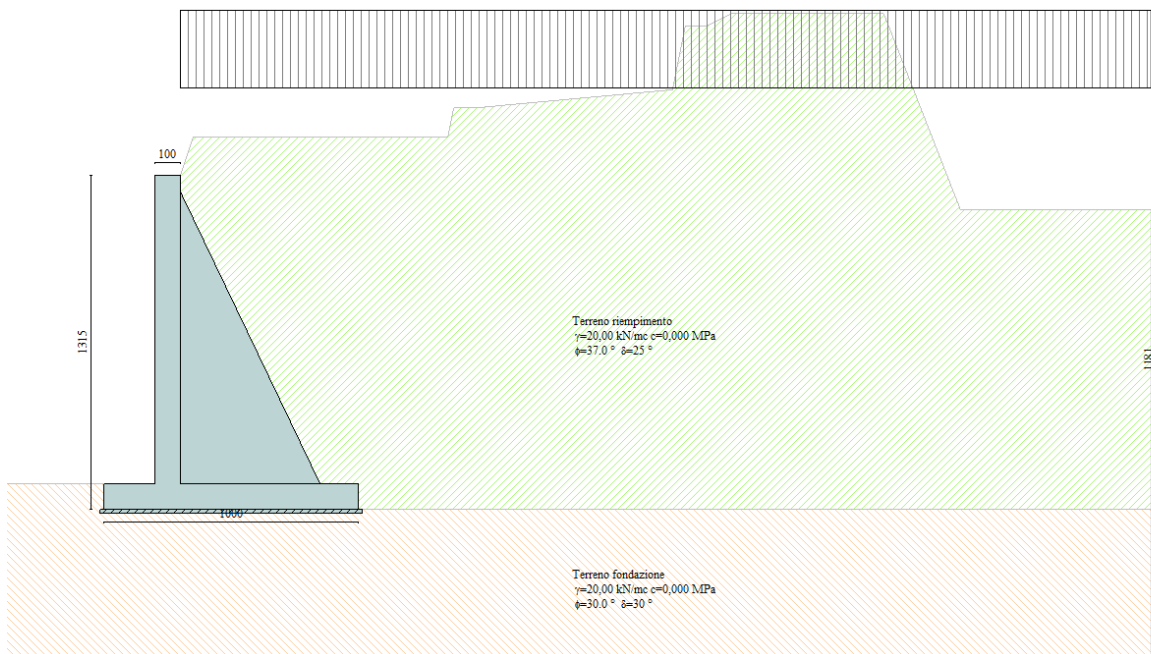 100
1315
Terreno riempimento
γ=20,00 kN/mc c=0,000 MPa
ϕ=37.0 ° δ=25 °
1181
1000
Terreno fondazione
γ=20,00 kN/mc c=0,000 MPa
ϕ=30.0 ° δ=30 °